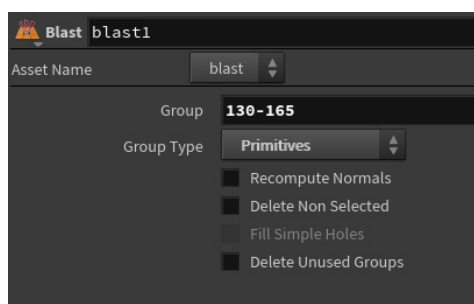 Blast blast1
Asset Name blast
Group 130-165
Group Type Primitives
Recompute Normals
Delete Non Selected
Fill Simple Holes
Delete Unused Groups